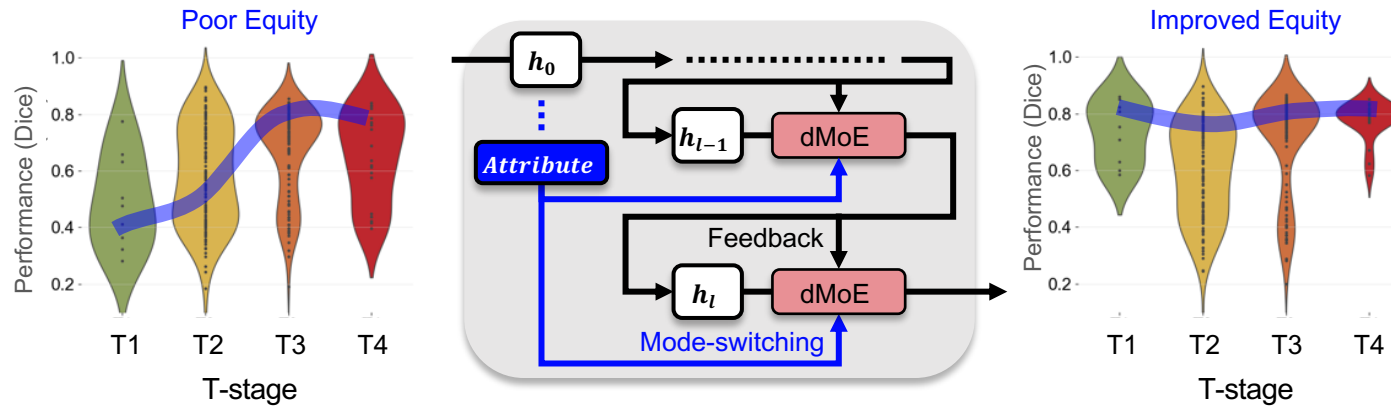 Poor Equity
Performance (Dice)
1.0
0.8
0.6
0.4
0.2
T1 T2 T3 T4
T-stage
h₀
Attribute
hₗ₋₁
dMoE
Feedback
hₗ
dMoE
Mode-switching
Improved Equity
Performance (Dice)
1.0
0.8
0.6
0.4
0.2
T1 T2 T3 T4
T-stage